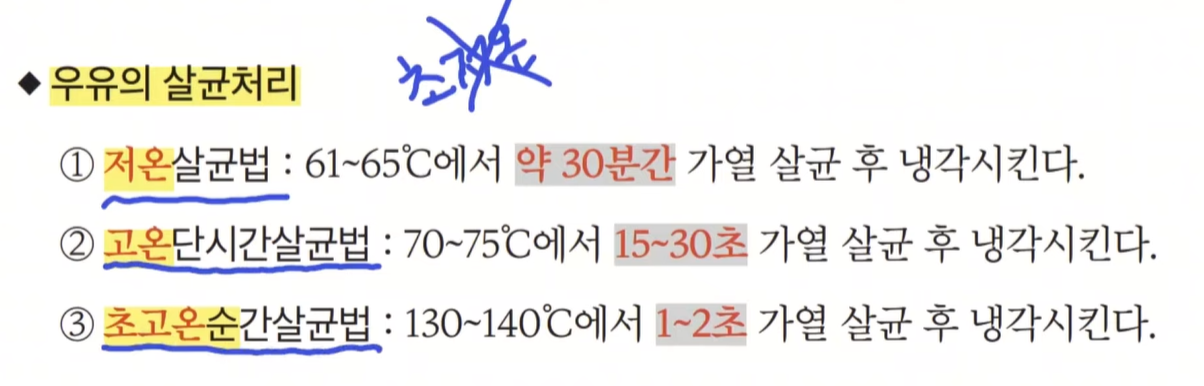 초저온
◆ 우유의 살균처리
① 저온살균법 : 61~65℃에서 약 30분간 가열 살균 후 냉각시킨다.
② 고온단시간살균법 : 70~75℃에서 15~30초 가열 살균 후 냉각시킨다.
③ 초고온순간살균법 : 130~140℃에서 1~2초 가열 살균 후 냉각시킨다.